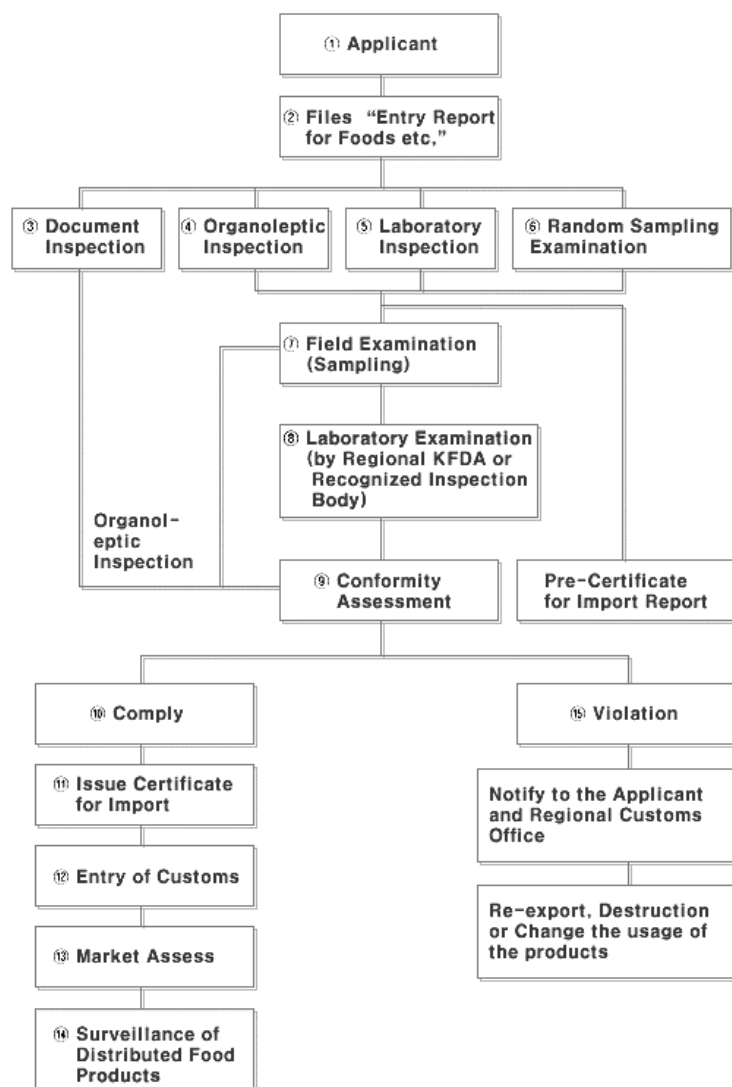 ① Applicant
② Files “Entry Report
for Foods etc,”
③ Document
Inspection
④ Organoleptic
Inspection
⑤ Laboratory
Inspection
⑥ Random Sampling
Examination
⑦ Field Examination
(Sampling)
⑧ Laboratory Examination
(by Regional KFDA or
Recognized Inspection
Body)
Organol-
eptic
Inspection
⑨ Conformity
Assessment
Pre-Certificate
for Import Report
⑩ Comply
⑮ Violation
⑪ Issue Certificate
for Import
Notify to the Applicant
and Regional Customs
Office
⑫ Entry of Customs
Re-export, Destruction
or Change the usage of
the products
⑬ Market Assess
⑭ Surveillance of
Distributed Food
Products